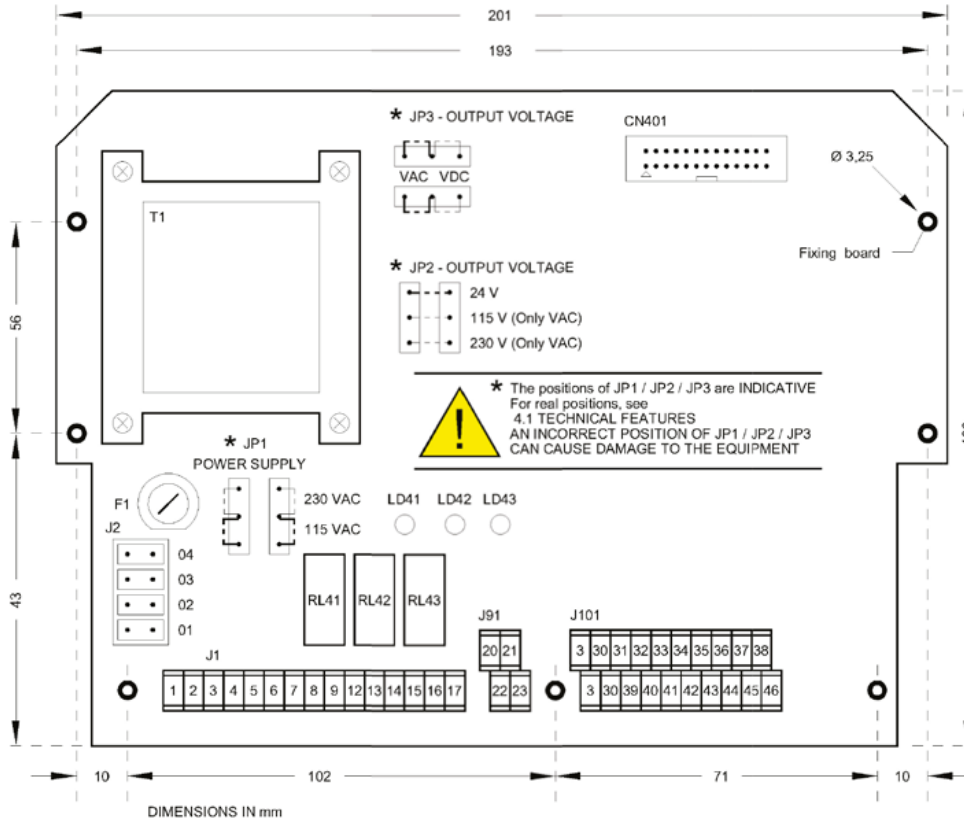 201
193
* JP3 - OUTPUT VOLTAGE
VAC VDC
CN401
Ø 3,25
Fixing board
T1
* JP2 - OUTPUT VOLTAGE
24 V
115 V (Only VAC)
230 V (Only VAC)
56
* The positions of JP1 / JP2 / JP3 are INDICATIVE
For real positions, see
4.1 TECHNICAL FEATURES
AN INCORRECT POSITION OF JP1 / JP2 / JP3
CAN CAUSE DAMAGE TO THE EQUIPMENT
!
* JP1
POWER SUPPLY
230 VAC
115 VAC
F1
LD41 LD42 LD43
J2
04
03
02
01
43
RL41 RL42 RL43
J91
20 21
22 23
J101
3 30 31 32 33 34 35 36 37 38
3 30 39 40 41 42 43 44 45 46
J1
1 2 3 4 5 6 7 8 9 12 13 14 15 16 17
10 102 71 10
DIMENSIONS IN mm